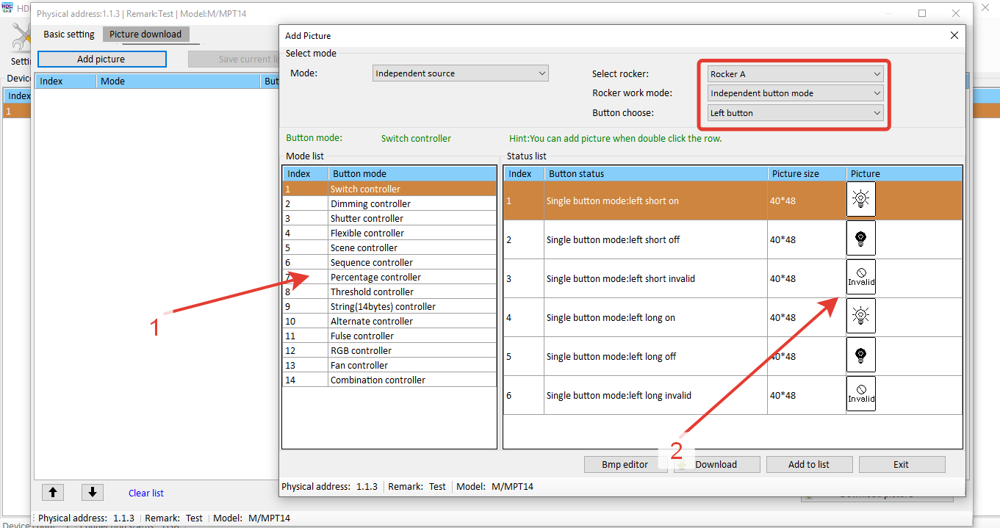 HDL
KNX
HDL
Physical address:1.1.3 | Remark:Test | Model:M/MPT14
Basic setting
Picture download
Add picture
Save current li
Index
Mode
But
Setti
Device
Index
1
Add Picture
Select mode
Mode:
Independent source
Select rocker:
Rocker A
Rocker work mode:
Independent button mode
Button choose:
Left button
Button mode:
Switch controller
Hint:You can add picture when double click the row.
Mode list
Index Button mode
1 Switch controller
2 Dimming controller
3 Shutter controller
4 Flexible controller
5 Scene controller
6 Sequence controller
7 Percentage controller
8 Threshold controller
9 String(14bytes) controller
10 Alternate controller
11 Fulse controller
12 RGB controller
13 Fan controller
14 Combination controller
Status list
Index Button status Picture size Picture
1 Single button mode:left short on 40*48
2 Single button mode:left short off 40*48
3 Single button mode:left short invalid 40*48 Invalid
4 Single button mode:left long on 40*48
5 Single button mode:left long off 40*48
6 Single button mode:left long invalid 40*48 Invalid
1
2
Bmp editor
Download
Add to list
Exit
Physical address: 1.1.3 Remark: Test Model: M/MPT14
Clear list
Physical address: 1.1.3 Remark: Test Model: M/MPT14